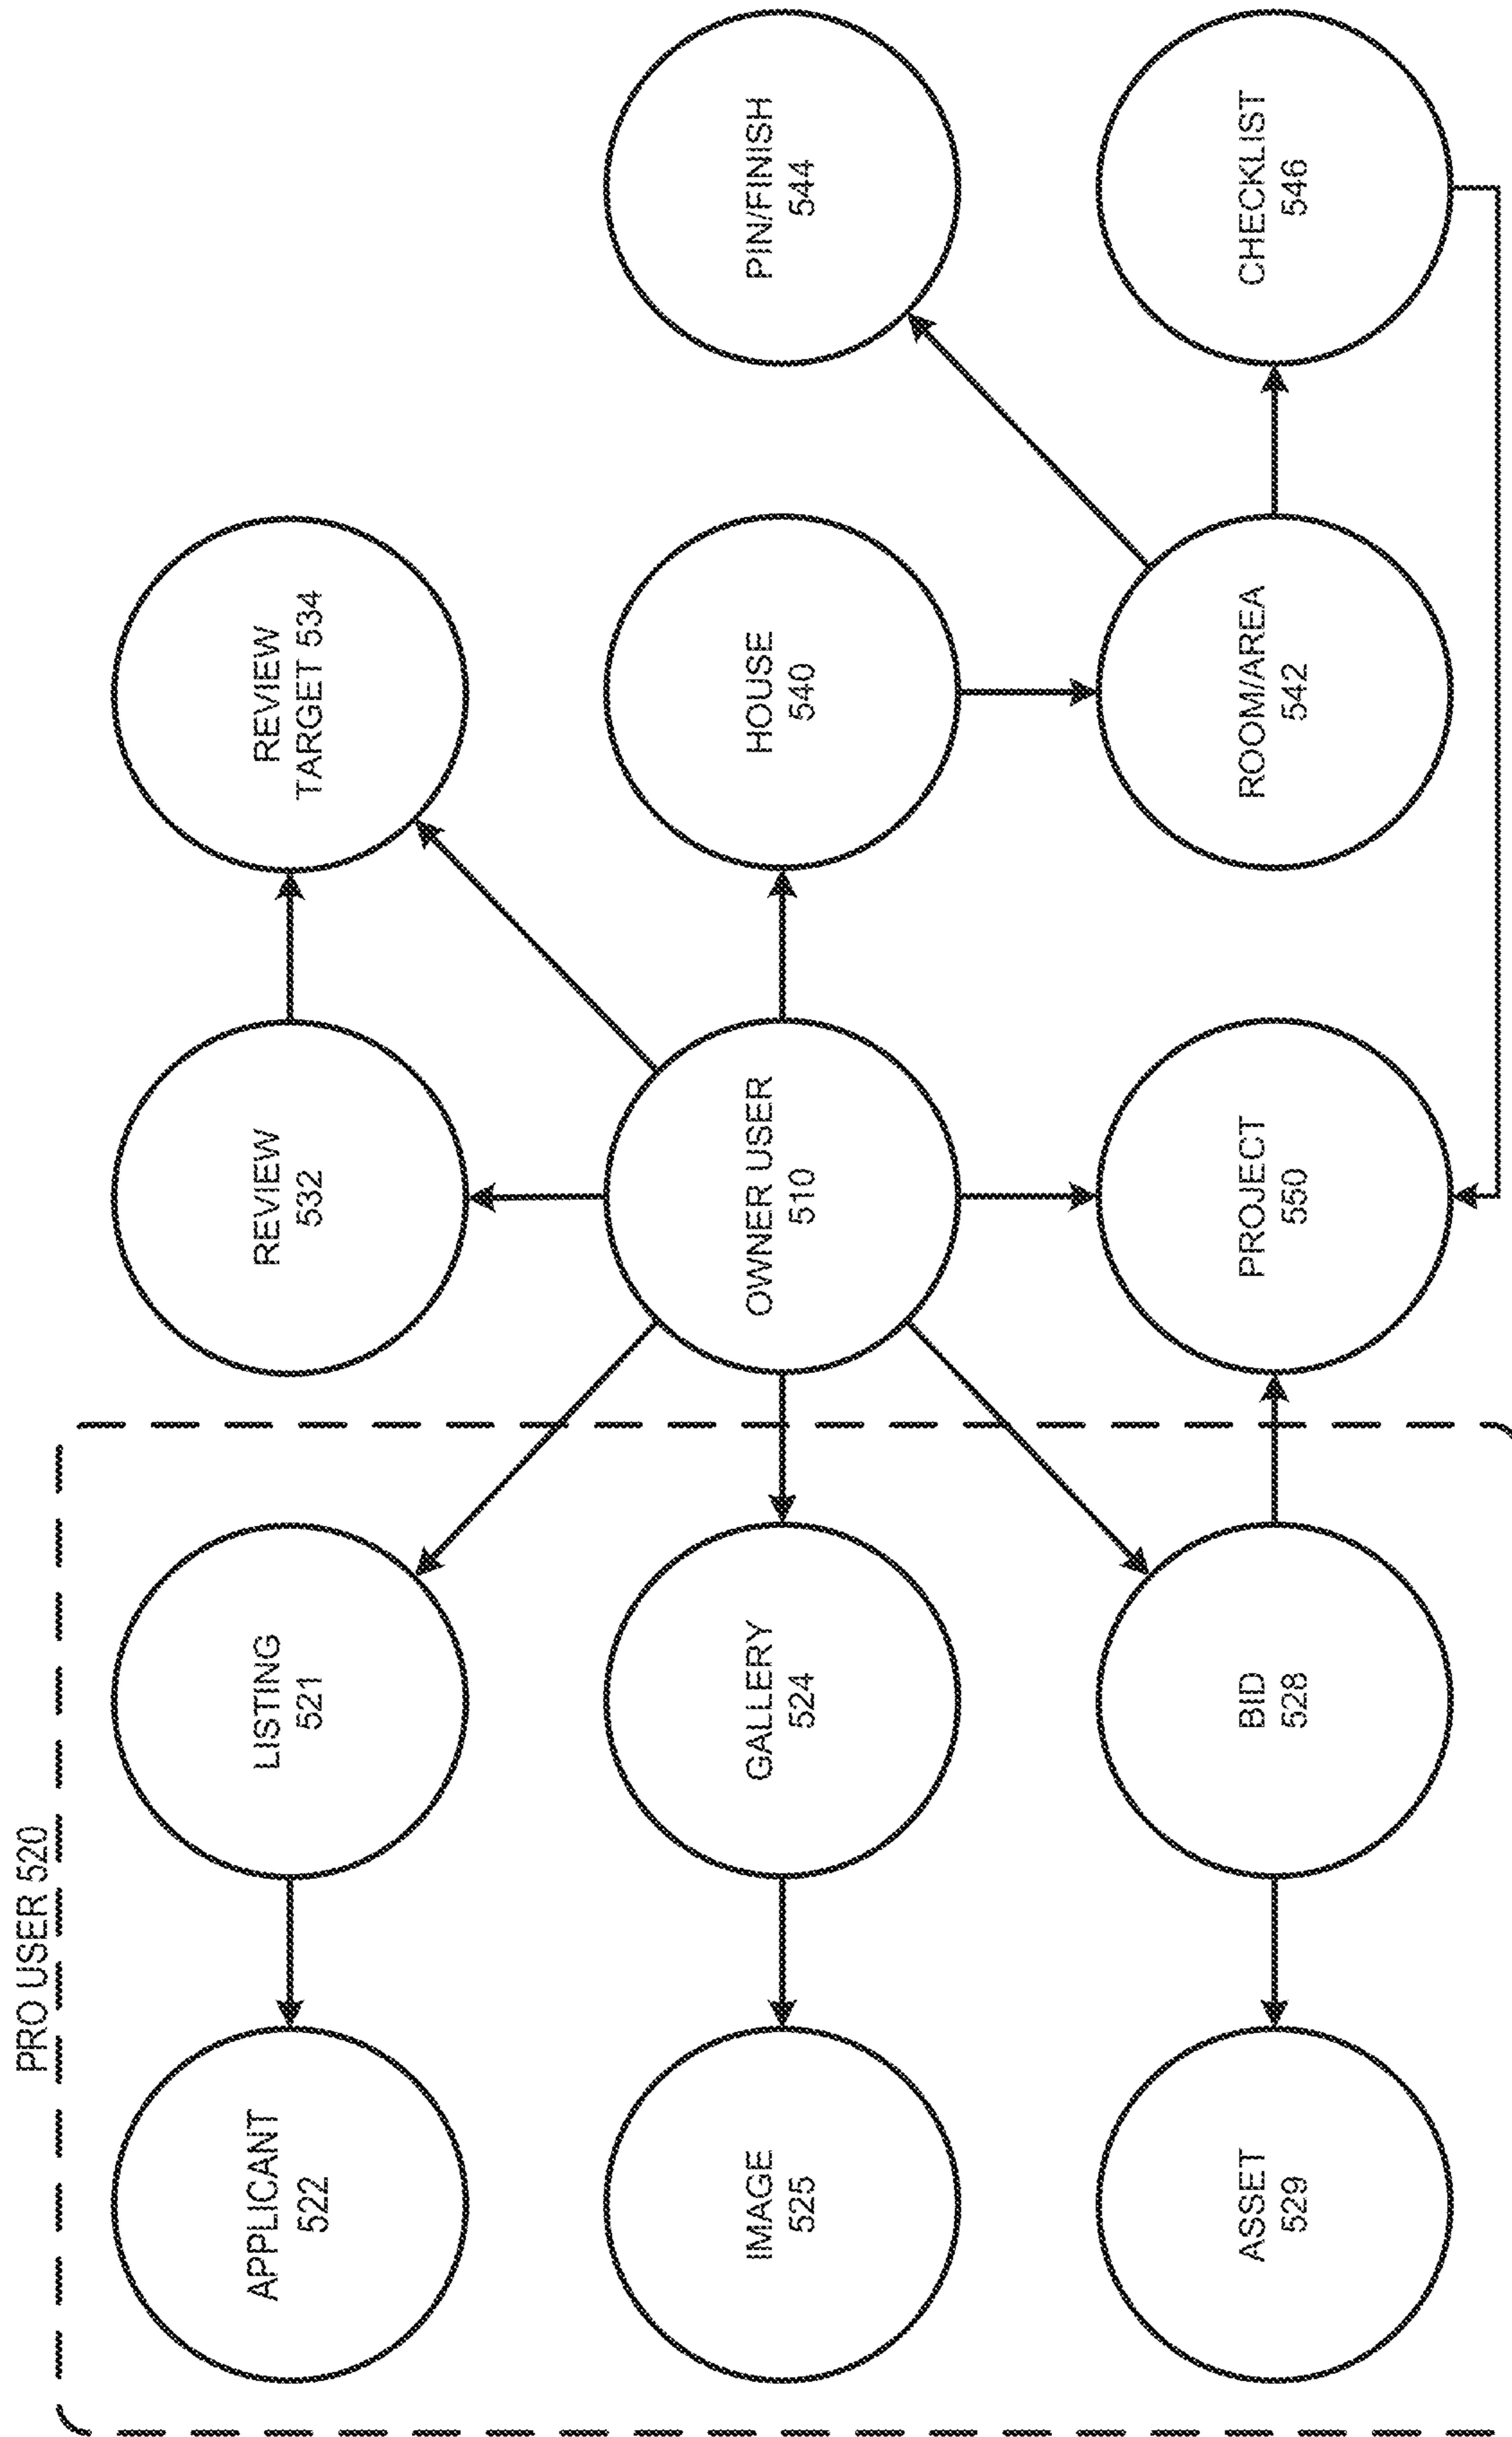 PRO USER 520
APPLICANT
522
LISTING
521
REVIEW
532
REVIEW
TARGET 534
IMAGE
525
GALLERY
524
OWNER USER
510
HOUSE
540
PIN/FINISH
544
ASSET
529
BID
528
PROJECT
550
ROOM/AREA
542
CHECKLIST
546